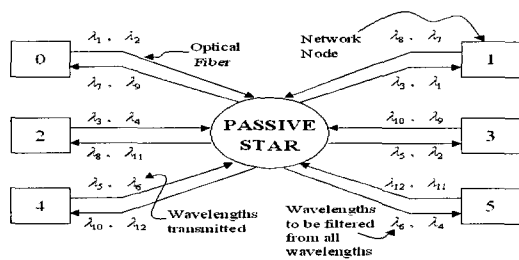 λ1、λ2
Optical
Fiber
Network
Node
λ8、λ7
0
1
λ7、λ9
λ3、λ1
λ3、λ4
PASSIVE
STAR
λ10、λ9
2
3
λ8、λ11
λ5、λ2
λ5、λ6
λ12、λ11
4
5
λ10、λ12
Wavelengths
transmitted
Wavelengths
to be filtered
from all
wavelengths
λ6、λ4